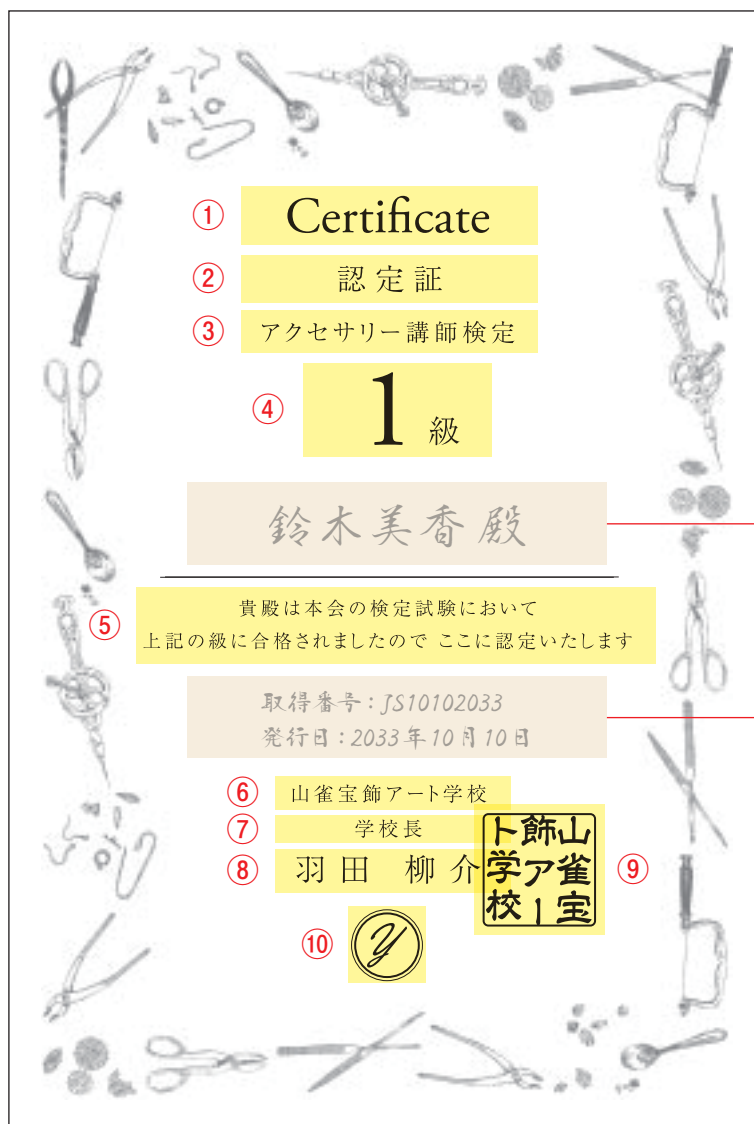 ① Certificate
② 認定証
③ アクセサリー講師検定
④ 1級
鈴木美香殿
⑤ 貴殿は本会の検定試験において
上記の級に合格されましたので ここに認定いたします
取得番号：JS10102033
発行日：2033年10月10日
⑥ 山雀宝飾アート学校
⑦ 学校長
⑧ 羽田 柳介
山雀宝飾アート学校 ⑨
⑩ Y